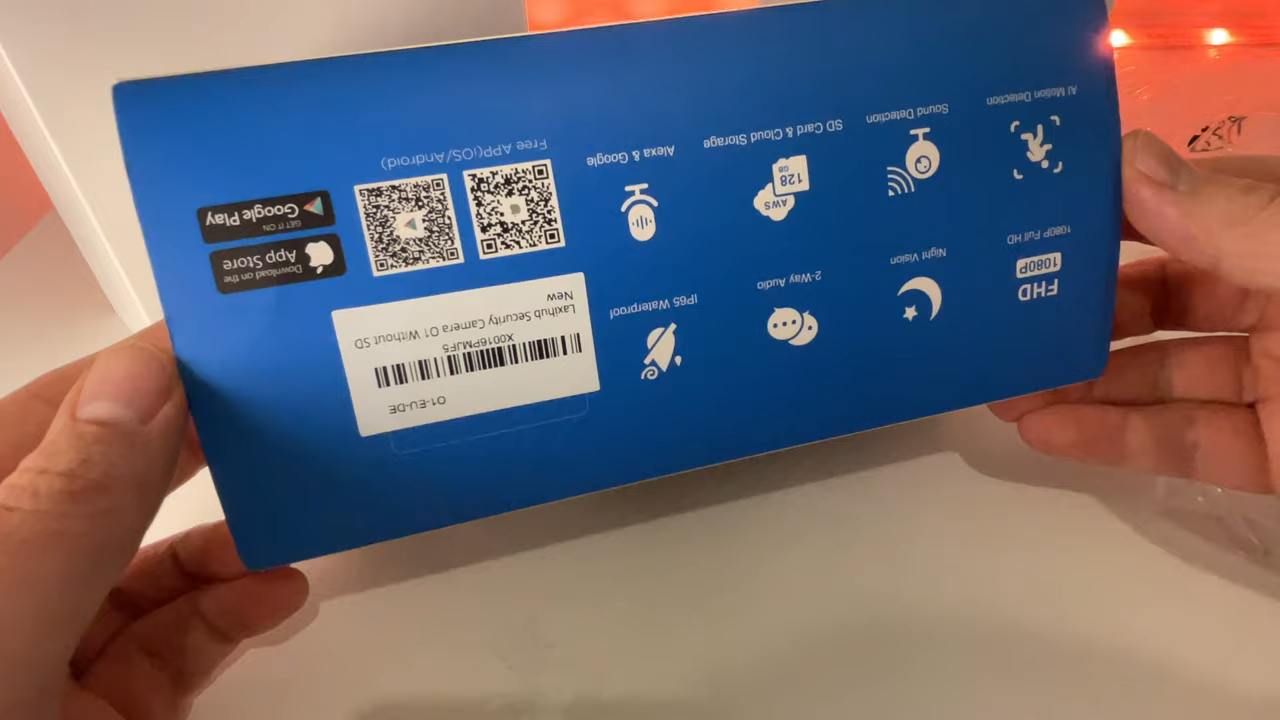 FHD
1080P
1080P Full HD
Night Vision
2-Way Audio
IP65 Waterproof
O1-EU-DE
X0016PMJF5
Laxihub Security Camera O1 Without SD
New
AI Motion Detection
Sound Detection
AWS
128
GB
SD Card & Cloud Storage
Alexa & Google
Free APP(iOS/Android)
Download on the
App Store
GET IT ON
Google Play